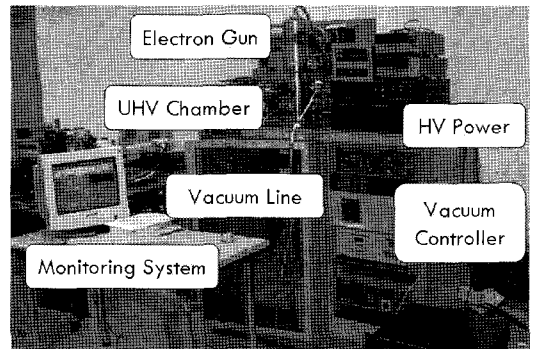 Electron Gun
UHV Chamber
HV Power
Vacuum Line
Vacuum
Controller
Monitoring System